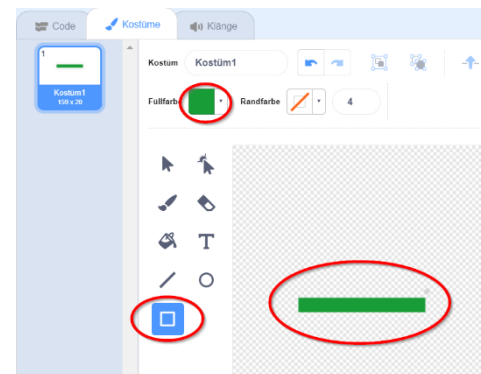 Code Kostüme Klänge
1
Kostüm1
150 x 20
Kostüm Kostüm1
Füllfarbe Randfarbe 4
T